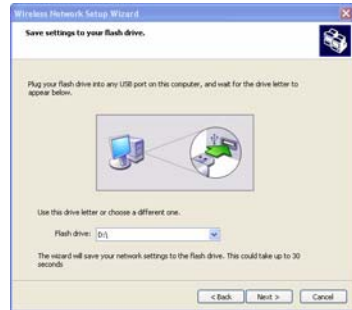 Wireless Network Setup Wizard
Save settings to your flash drive.
Plug your flash drive into any USB port on this computer, and wait for the drive letter to
appear below.
Use this drive letter or choose a different one.
Flash drive: D:\
The wizard will save your network settings to the flash drive. This could take up to 30
seconds
< Back Next > Cancel